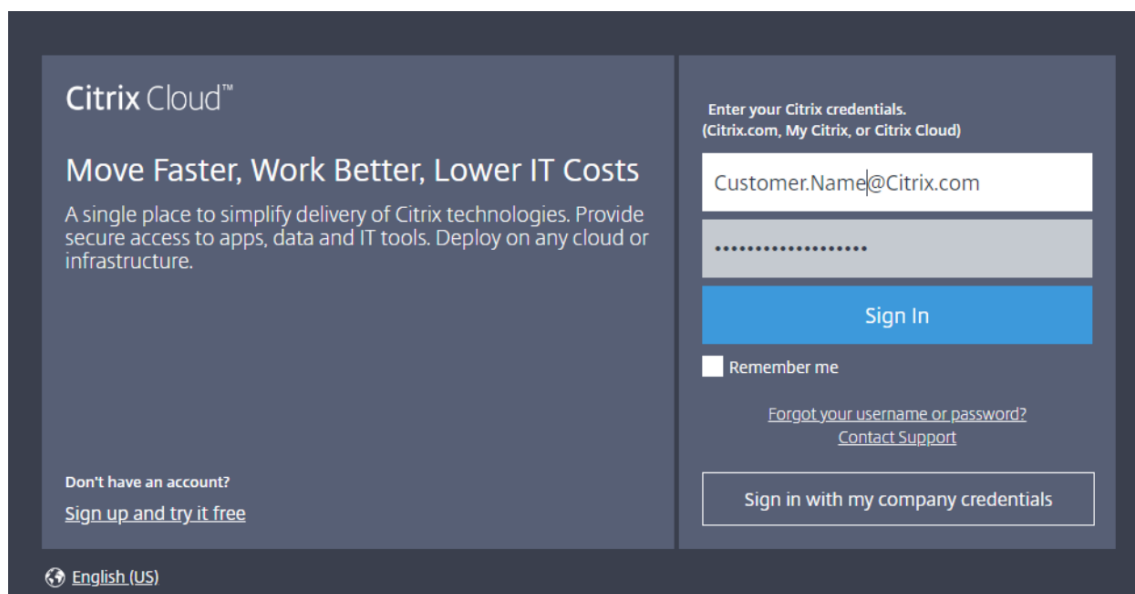 Citrix Cloud™
Move Faster, Work Better, Lower IT Costs
A single place to simplify delivery of Citrix technologies. Provide
secure access to apps, data and IT tools. Deploy on any cloud or
infrastructure.
Don't have an account?
Sign up and try it free
Enter your Citrix credentials.
(Citrix.com, My Citrix, or Citrix Cloud)
Customer.Name@Citrix.com
•••••••••••••••••••
Sign In
Remember me
Forgot your username or password?
Contact Support
Sign in with my company credentials
English (US)